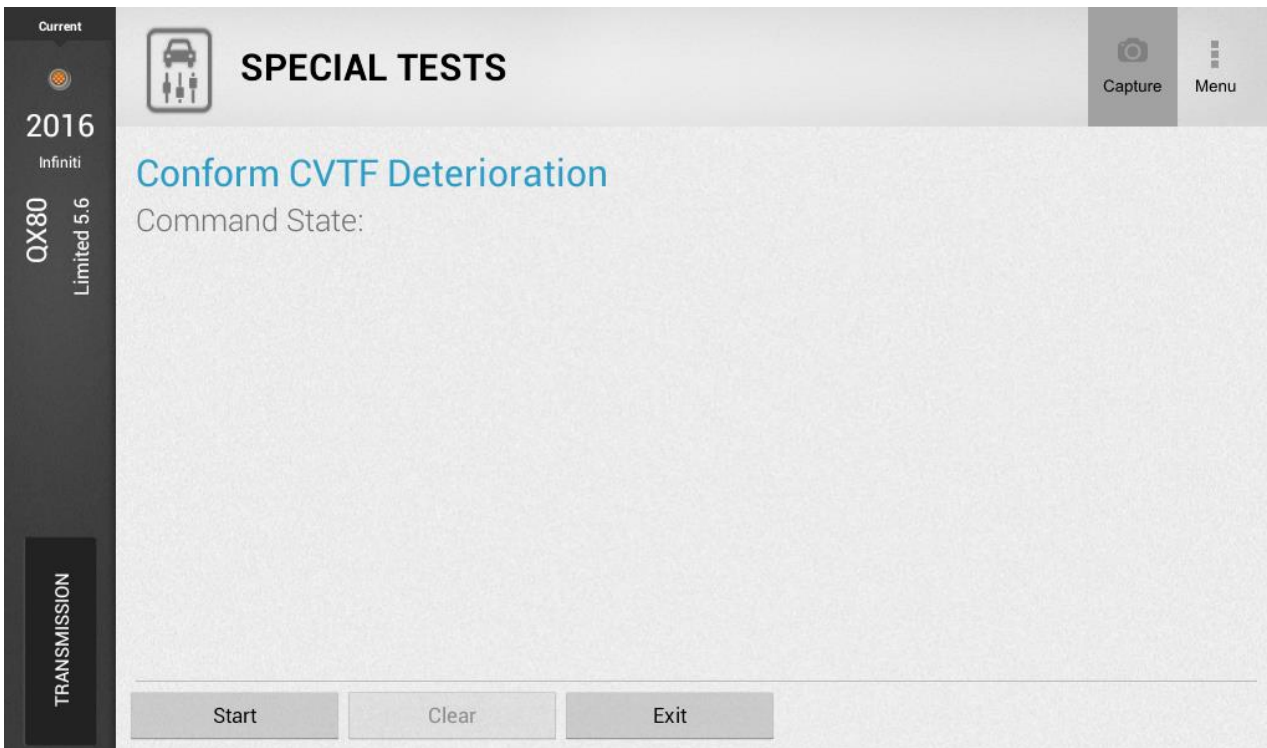 Current
2016
Infiniti
QX80
Limited 5.6
TRANSMISSION
SPECIAL TESTS
Capture
Menu
Conform CVTF Deterioration
Command State:
Start
Clear
Exit